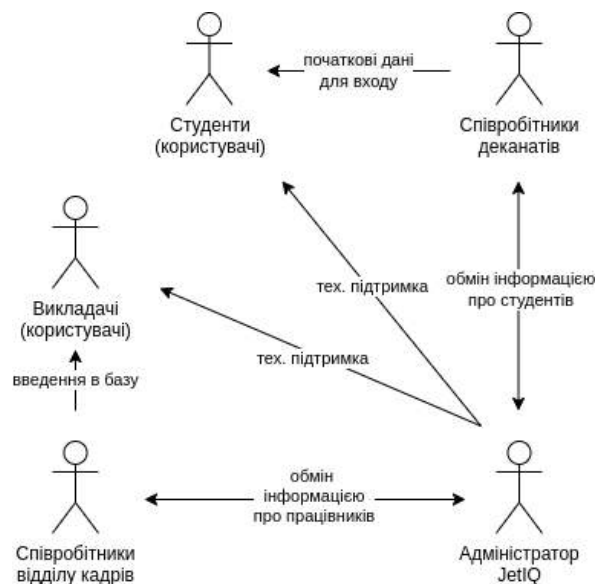 початкові дані
для входу
Студенти
(користувачі)
Співробітники
деканатів
Викладачі
(користувачі)
тех. підтримка
обмін інформацією
про студентів
тех. підтримка
введення в базу
обмін
інформацією
про працівників
Співробітники
відділу кадрів
Адміністратор
JetIQ